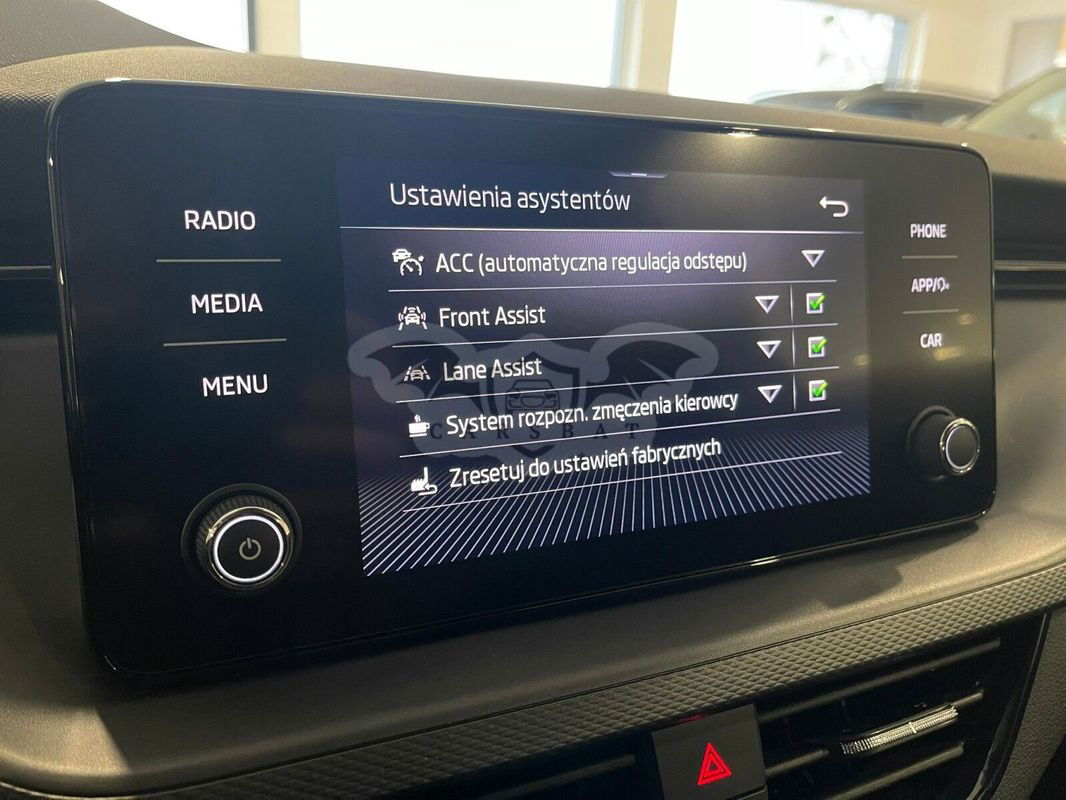 RADIO
MEDIA
MENU
Ustawienia asystentów
ACC (automatyczna regulacja odstępu)
Front Assist
Lane Assist
System rozpozn. zmęczenia kierowcy
Zresetuj do ustawień fabrycznych
CARSBAT
PHONE
APP/
CAR